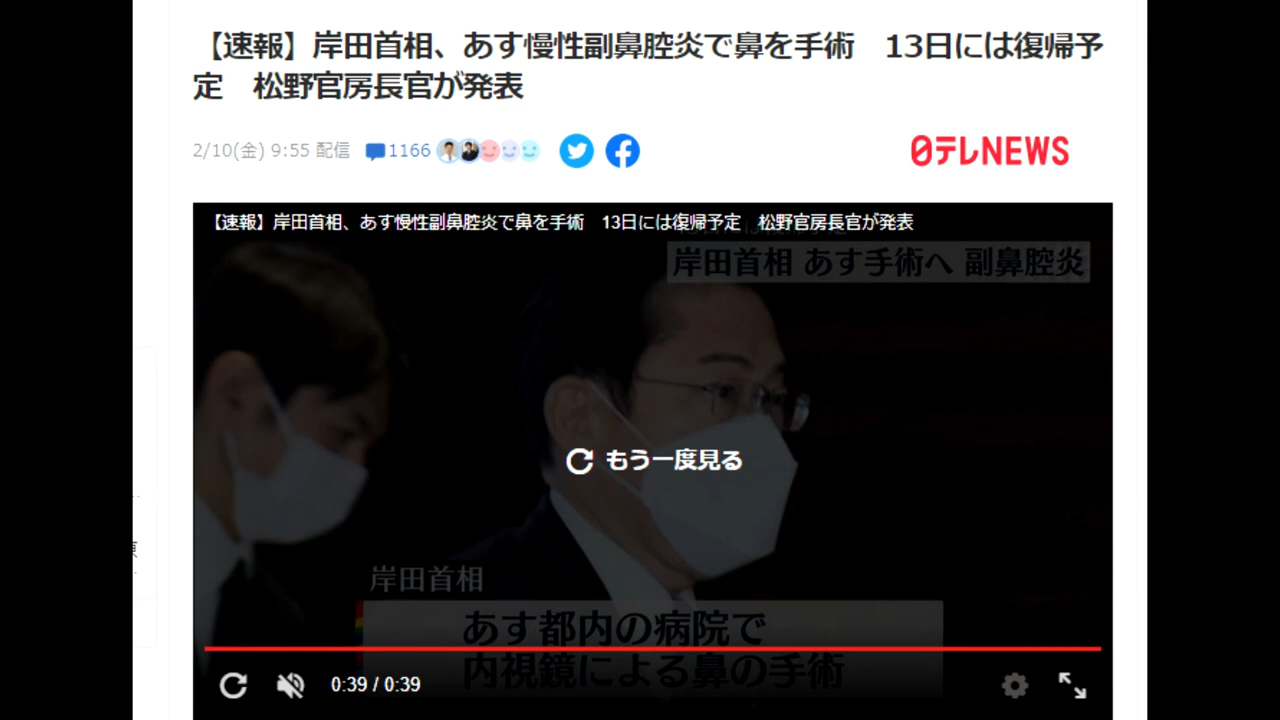 【速報】岸田首相、あす慢性副鼻腔炎で鼻を手術　13日には復帰予
定　松野官房長官が発表
2/10(金) 9:55 配信 1166
日テレNEWS
【速報】岸田首相、あす慢性副鼻腔炎で鼻を手術　13日には復帰予定　松野官房長官が発表
岸田首相 あす手術へ 副鼻腔炎
もう一度見る
岸田首相
あす都内の病院で
内視鏡による鼻の手術
0:39 / 0:39